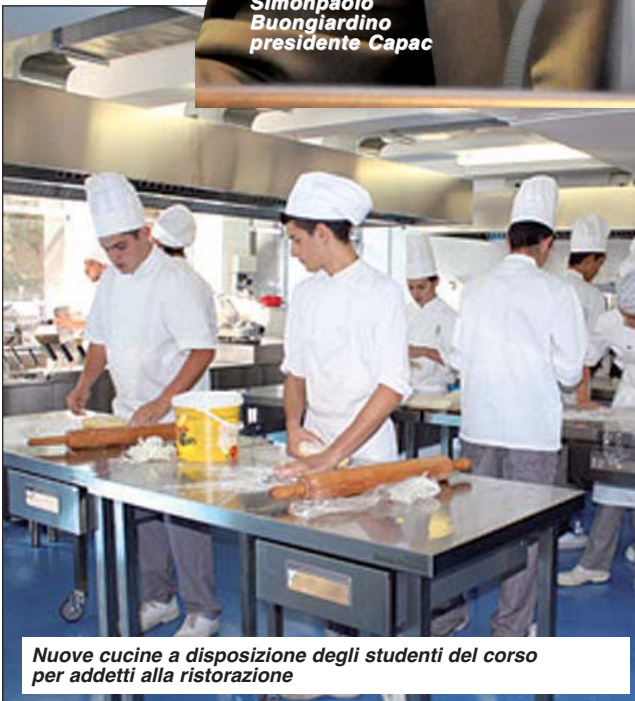 Simonpaolo
Buongiardino
presidente Capac
Nuove cucine a disposizione degli studenti del corso
per addetti alla ristorazione